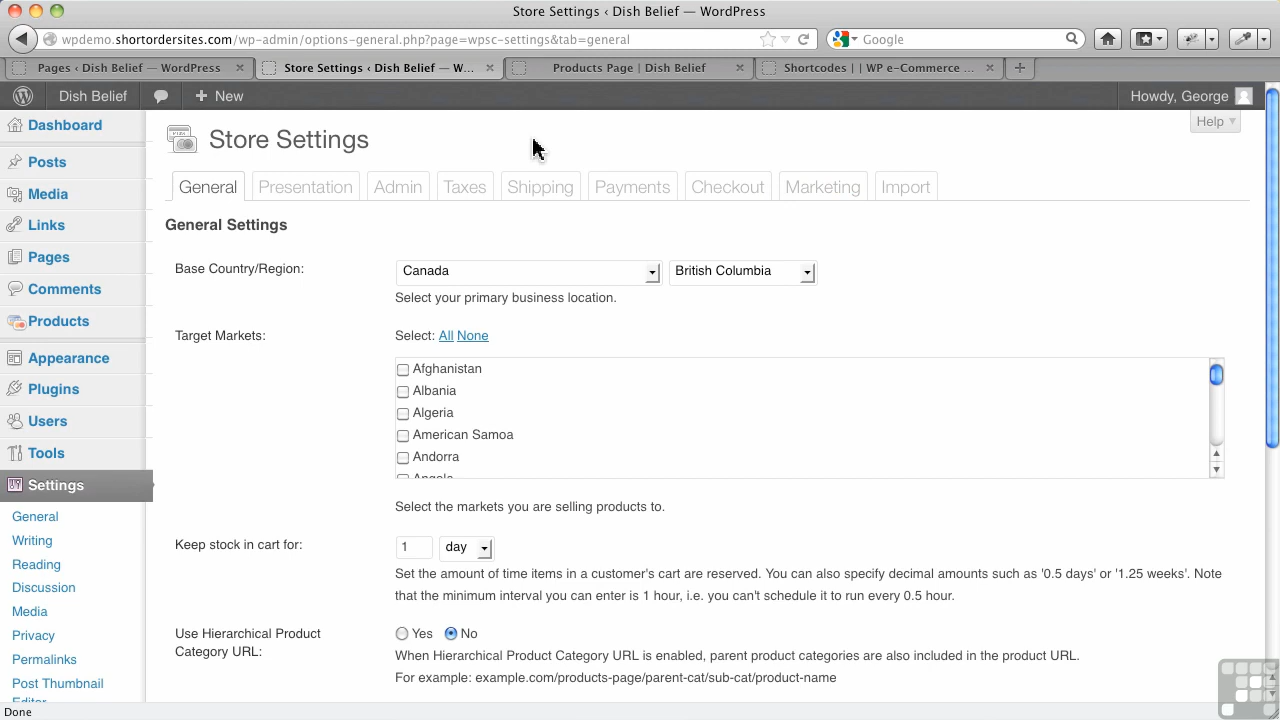 Store Settings ‹ Dish Belief — WordPress
wpdemo.shortordersites.com/wp-admin/options-general.php?page=wpsc-settings&tab=general
Google
Pages ‹ Dish Belief — WordPress
Store Settings ‹ Dish Belief — W...
Products Page | Dish Belief
Shortcodes | | WP e-Commerce ...
Dish Belief
+ New
Howdy, George
Dashboard
Posts
Media
Links
Pages
Comments
Products
Appearance
Plugins
Users
Tools
Settings
General
Writing
Reading
Discussion
Media
Privacy
Permalinks
Post Thumbnail
Editor
Help
Store Settings
General
Presentation
Admin
Taxes
Shipping
Payments
Checkout
Marketing
Import
General Settings
Base Country/Region:
Canada
British Columbia
Select your primary business location.
Target Markets:
Select: All None
Afghanistan
Albania
Algeria
American Samoa
Andorra
Angola
Select the markets you are selling products to.
Keep stock in cart for:
1
day
Set the amount of time items in a customer's cart are reserved. You can also specify decimal amounts such as '0.5 days' or '1.25 weeks'. Note
that the minimum interval you can enter is 1 hour, i.e. you can't schedule it to run every 0.5 hour.
Use Hierarchical Product
Category URL:
Yes
No
When Hierarchical Product Category URL is enabled, parent product categories are also included in the product URL.
For example: example.com/products-page/parent-cat/sub-cat/product-name
Done